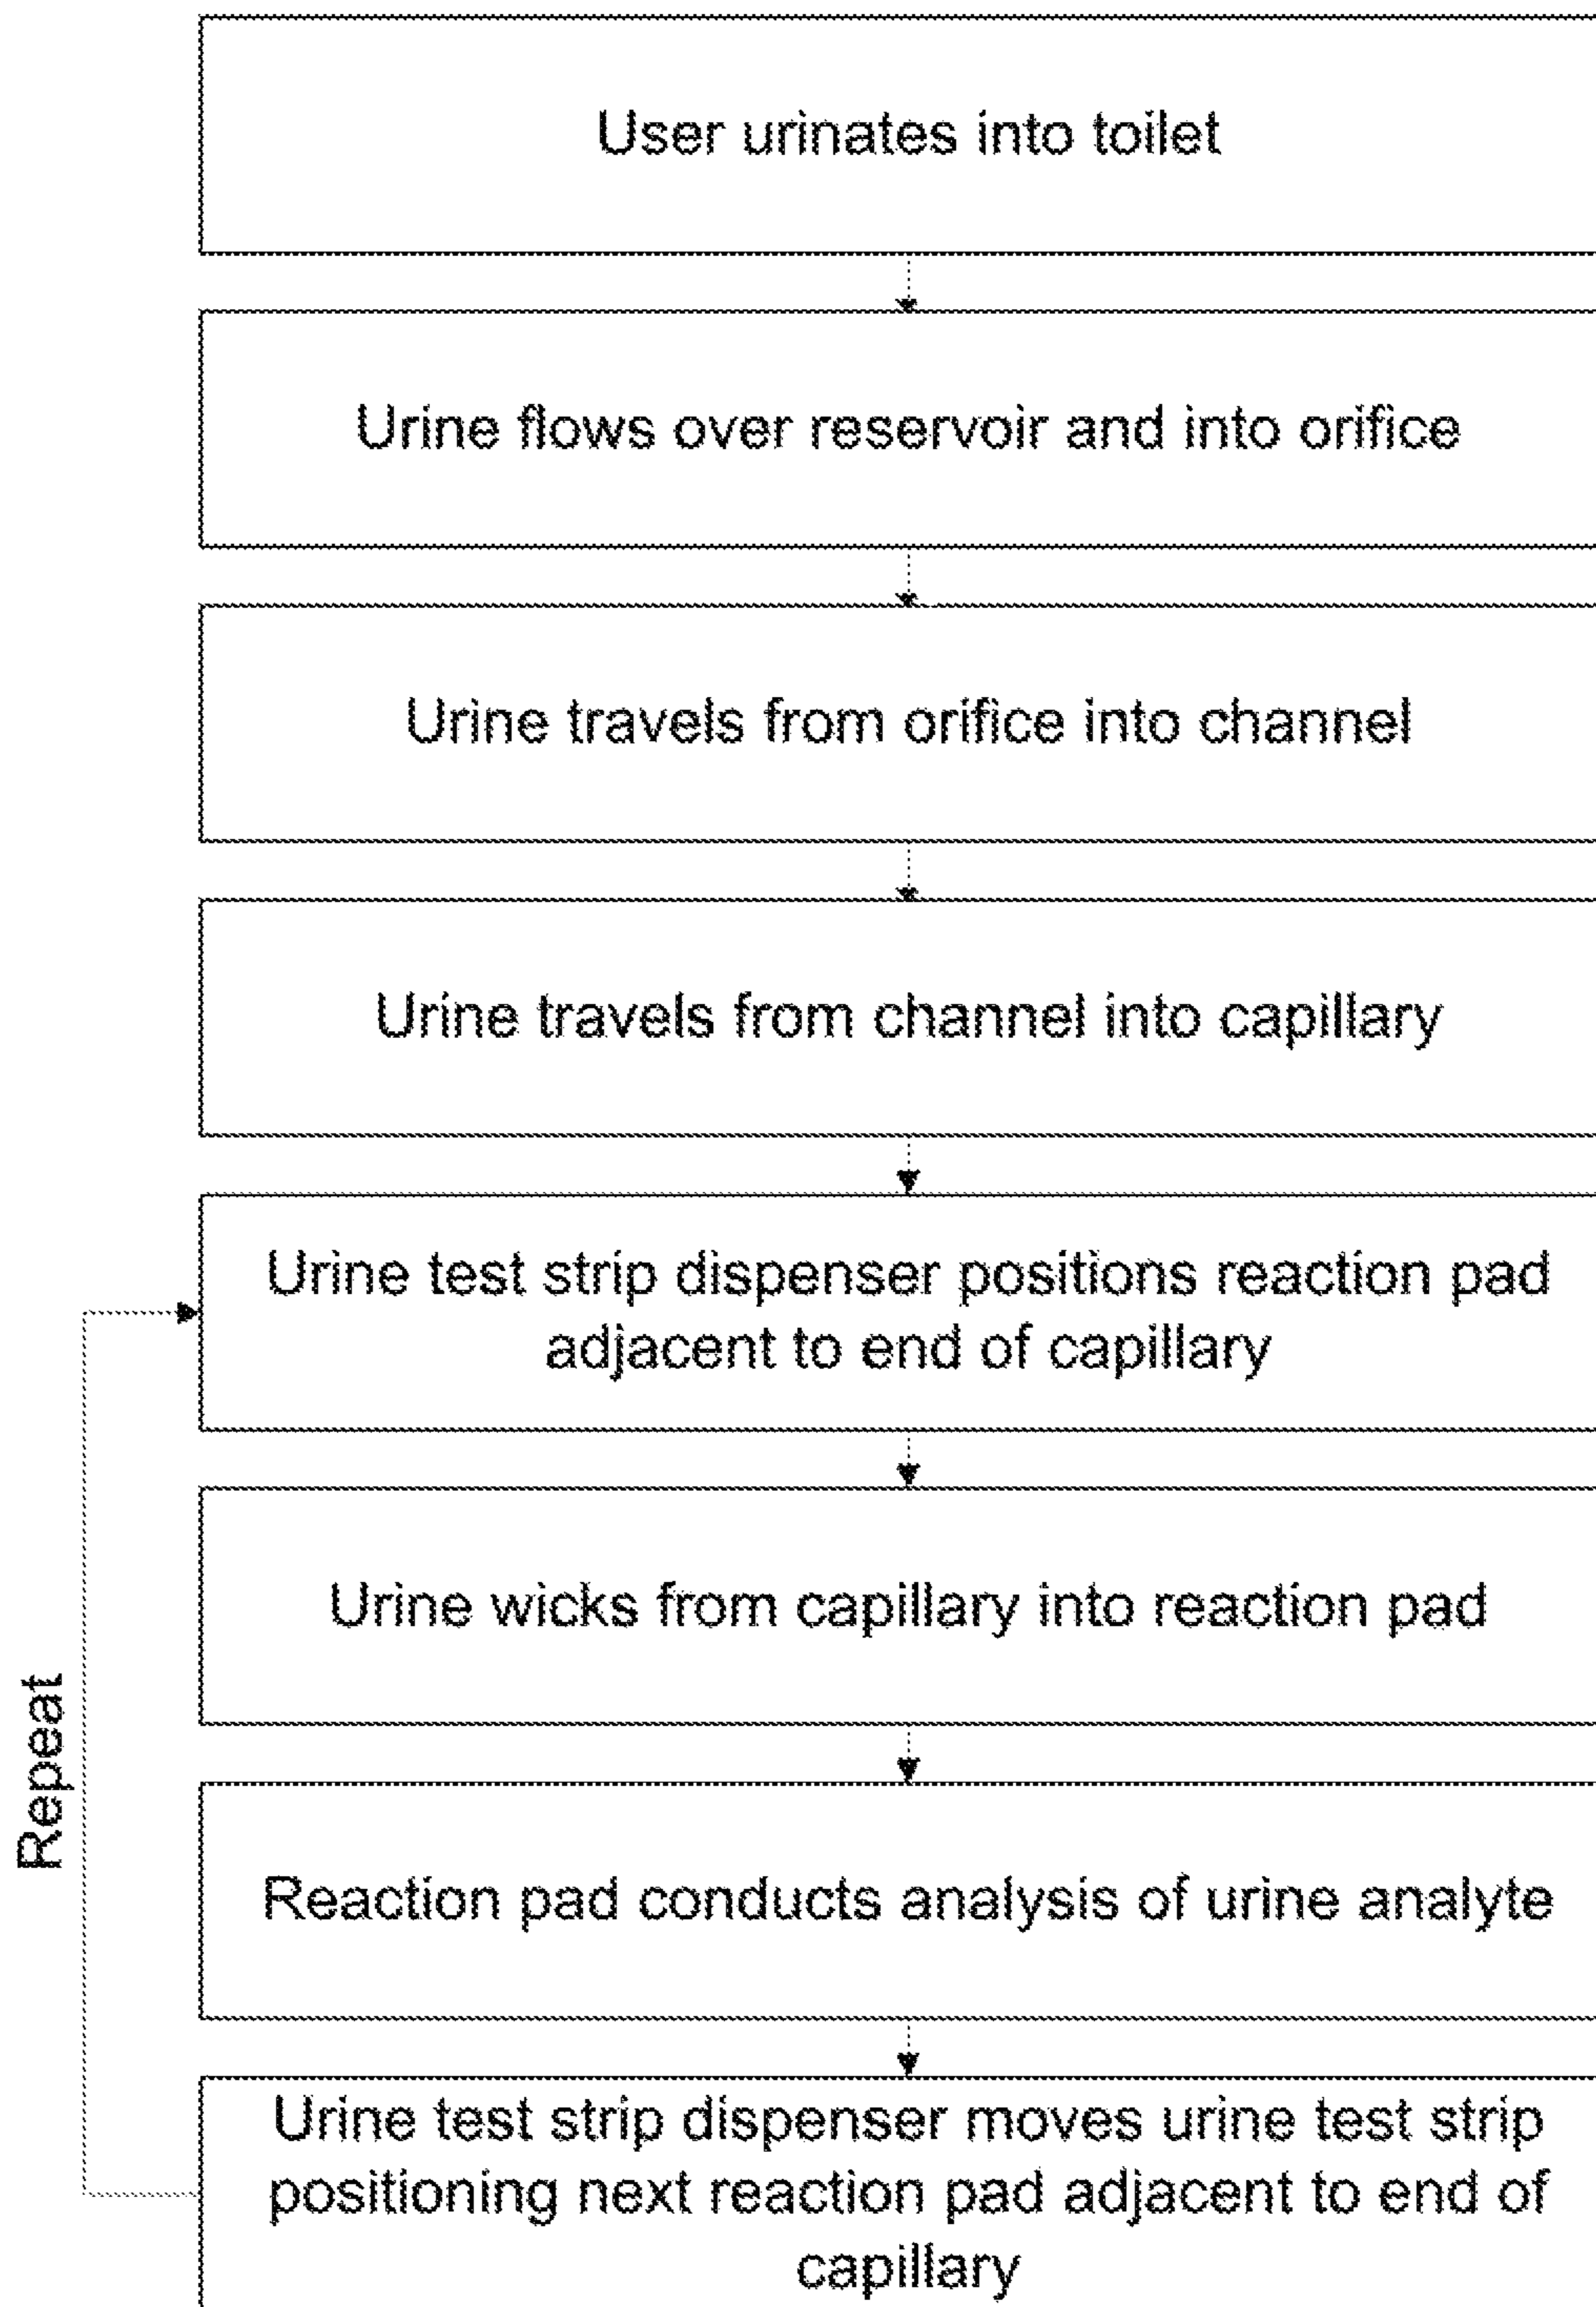 User urinates into toilet
Urine flows over reservoir and into orifice
Urine travels from orifice into channel
Urine travels from channel into capillary
Urine test strip dispenser positions reaction pad
adjacent to end of capillary
Urine wicks from capillary into reaction pad
Repeat
Reaction pad conducts analysis of urine analyte
Urine test strip dispenser moves urine test strip
positioning next reaction pad adjacent to end of
capillary